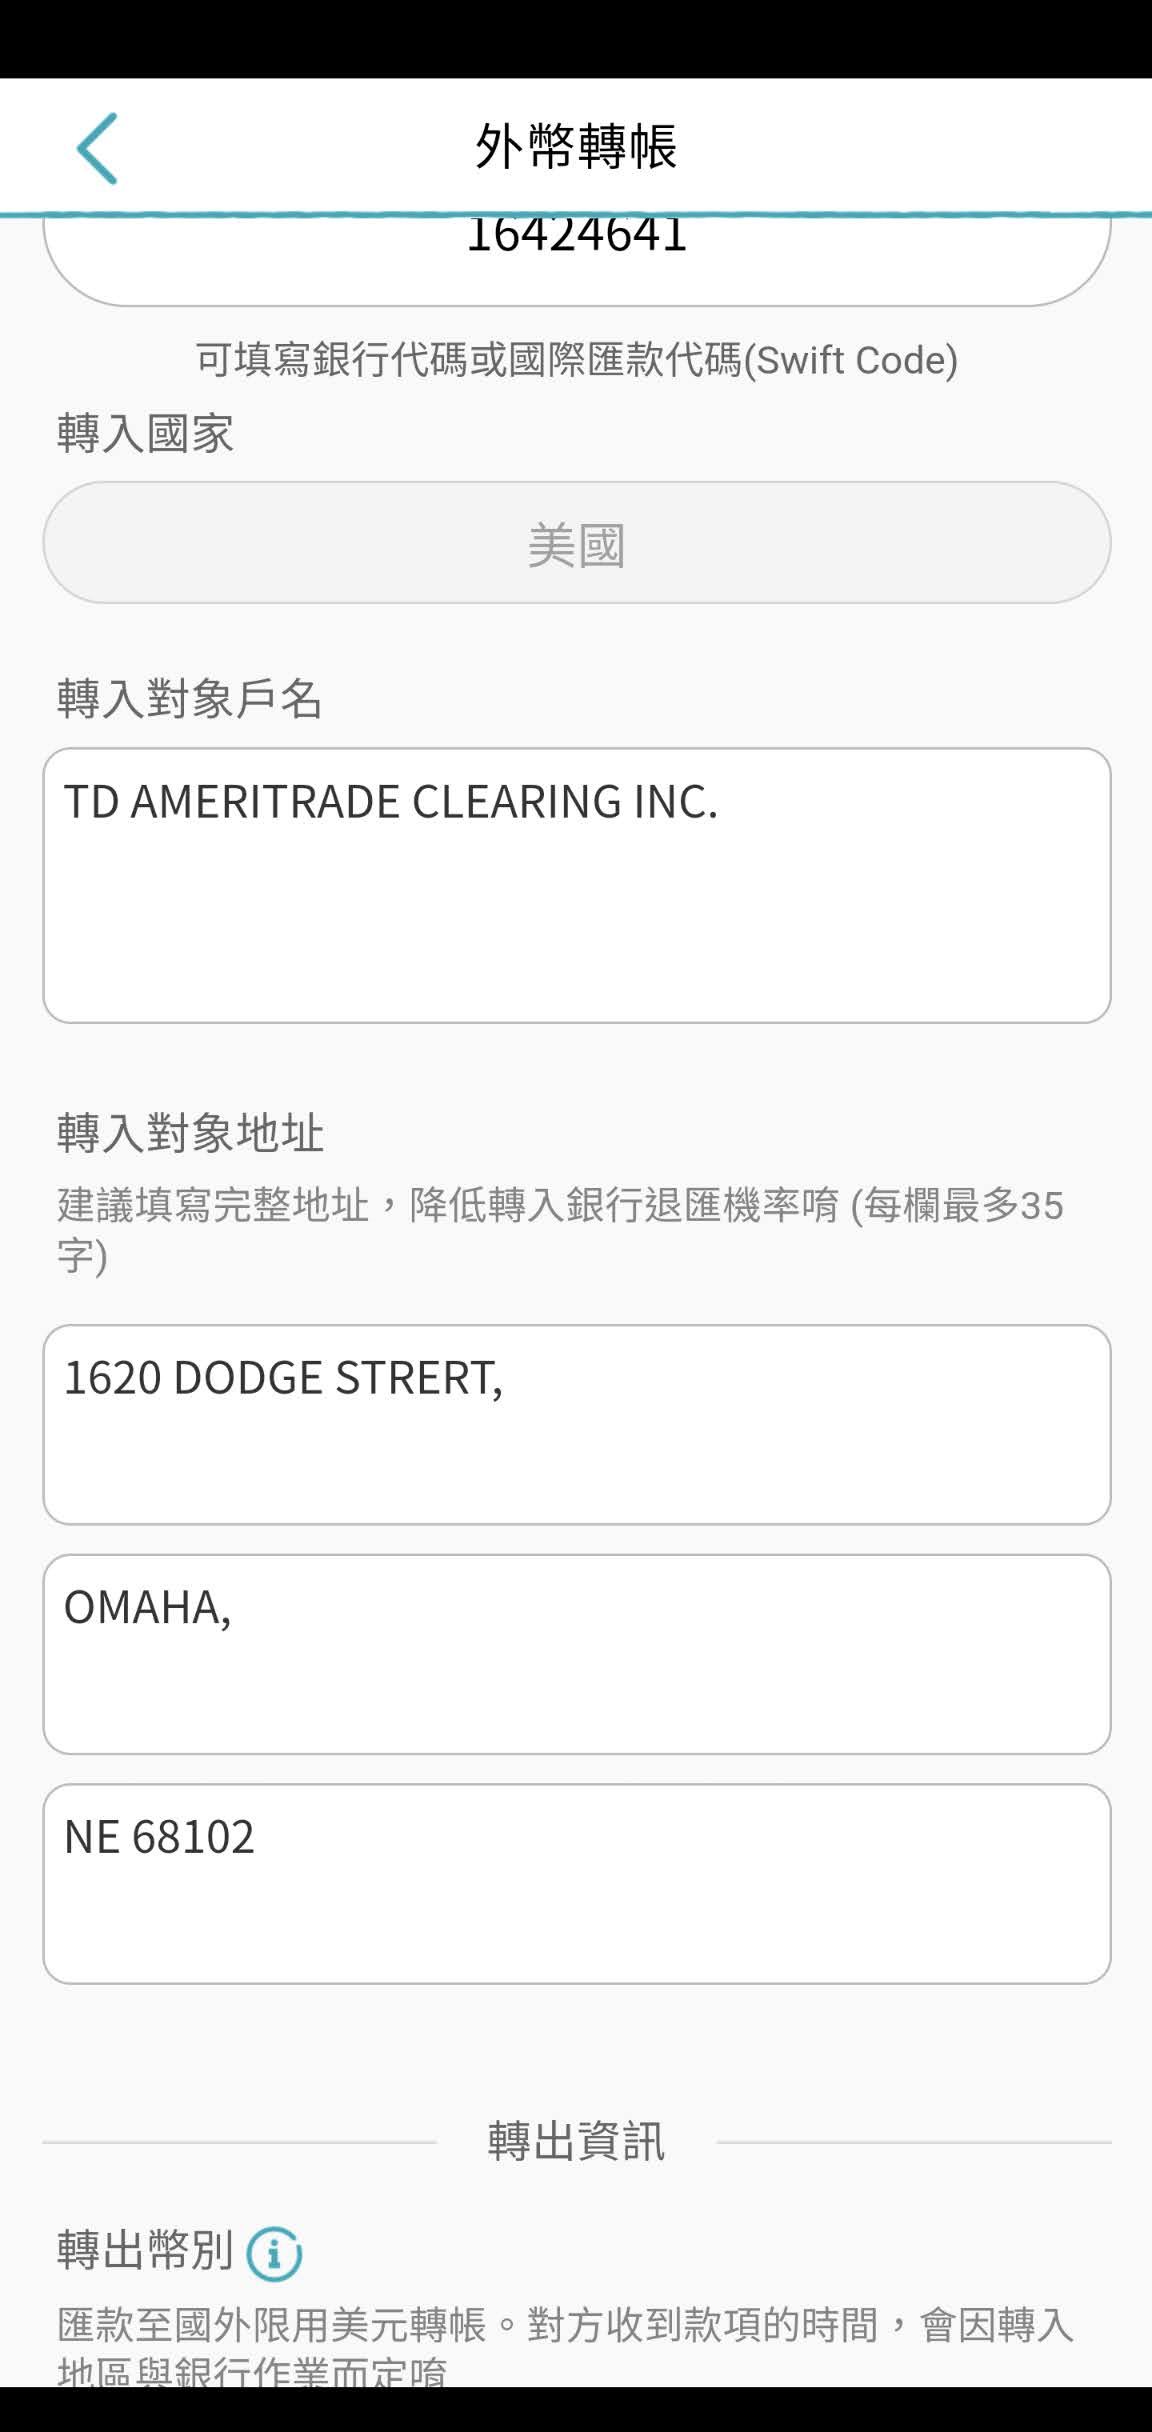 外幣轉帳
16424641
可填寫銀行代碼或國際匯款代碼(Swift Code)
轉入國家
美國
轉入對象戶名
TD AMERITRADE CLEARING INC.
轉入對象地址
建議填寫完整地址，降低轉入銀行退匯機率唷 (每欄最多35
字)
1620 DODGE STRERT,
OMAHA,
NE 68102
轉出資訊
轉出幣別
匯款至國外限用美元轉帳。對方收到款項的時間，會因轉入
地區與銀行作業而定唷